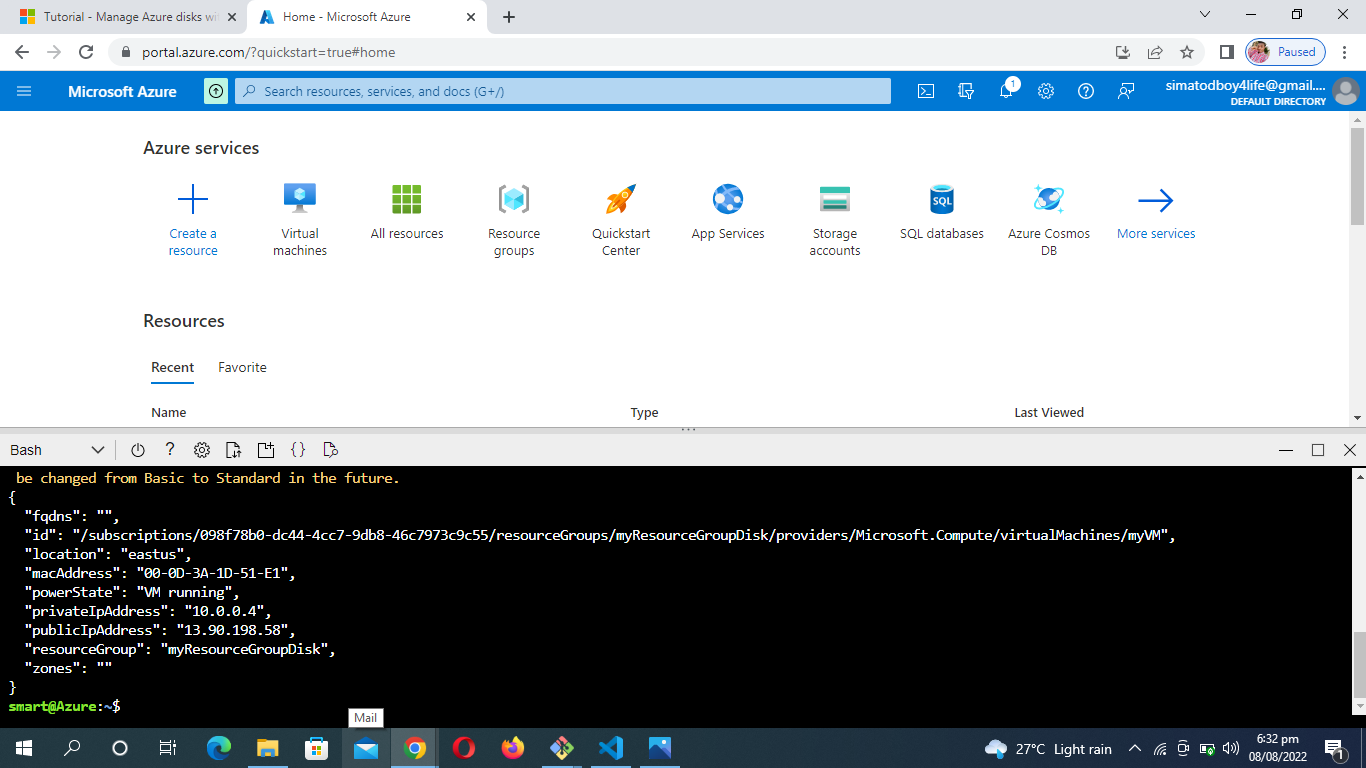 Tutorial - Manage Azure disks wi
Home - Microsoft Azure
portal.azure.com/?quickstart=true#home
Paused
Microsoft Azure
Search resources, services, and docs (G+/)
1
simatodboy4life@gmail....
DEFAULT DIRECTORY
Azure services
Create a resource
Virtual machines
All resources
Resource groups
Quickstart Center
App Services
Storage accounts
SQL
SQL databases
Azure Cosmos DB
More services
Resources
Recent
Favorite
Name
Type
Last Viewed
Bash
be changed from Basic to Standard in the future.
{
"fqdns": "",
"id": "/subscriptions/098f78b0-dc44-4cc7-9db8-46c7973c9c55/resourceGroups/myResourceGroupDisk/providers/Microsoft.Compute/virtualMachines/myVM",
"location": "eastus",
"macAddress": "00-0D-3A-1D-51-E1",
"powerState": "VM running",
"privateIpAddress": "10.0.0.4",
"publicIpAddress": "13.90.198.58",
"resourceGroup": "myResourceGroupDisk",
"zones": ""
}
smart@Azure:~$
Mail
27°C Light rain
6:32 pm
08/08/2022
1